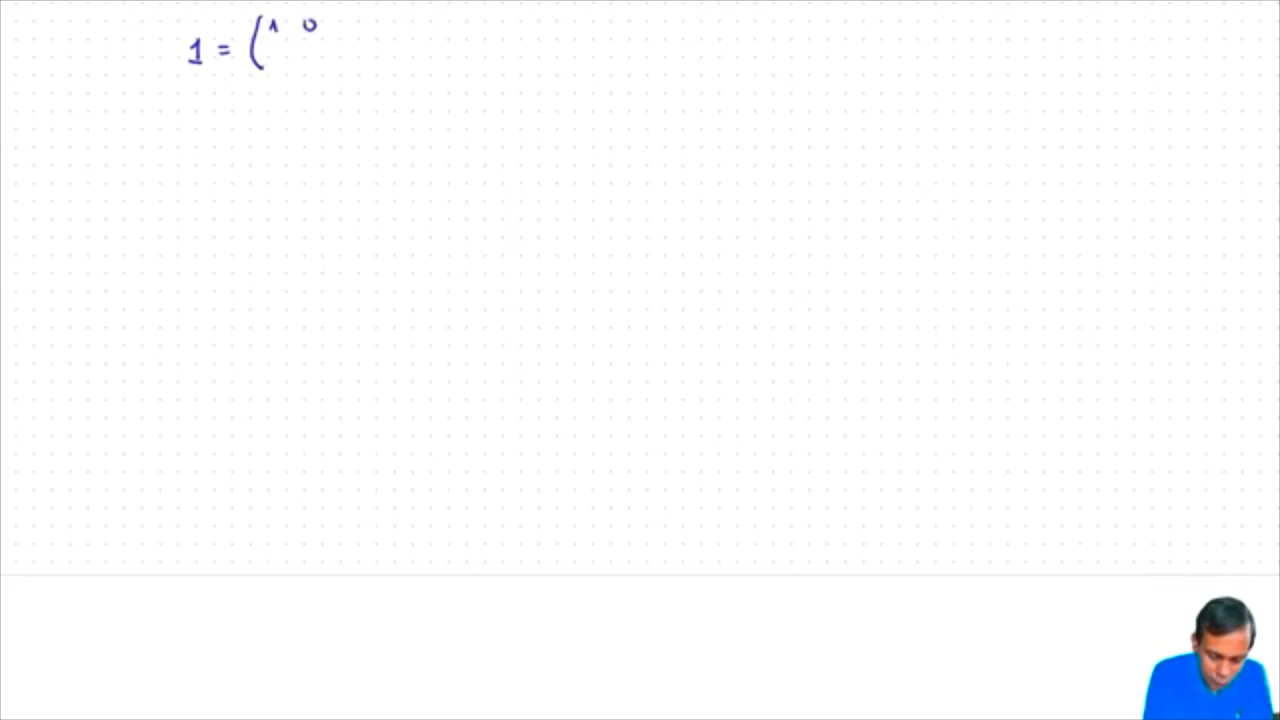 1 = ( 1 0